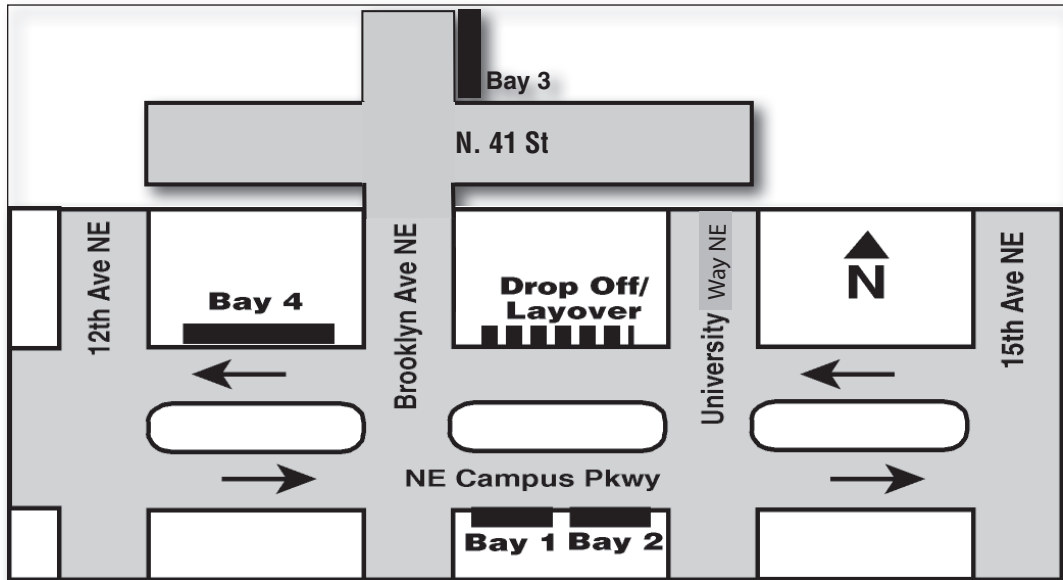 Bay 3
N. 41 St
12th Ave NE
Bay 4
Brooklyn Ave NE
Drop Off/
Layover
University Way NE
N
15th Ave NE
NE Campus Pkwy
Bay 1
Bay 2